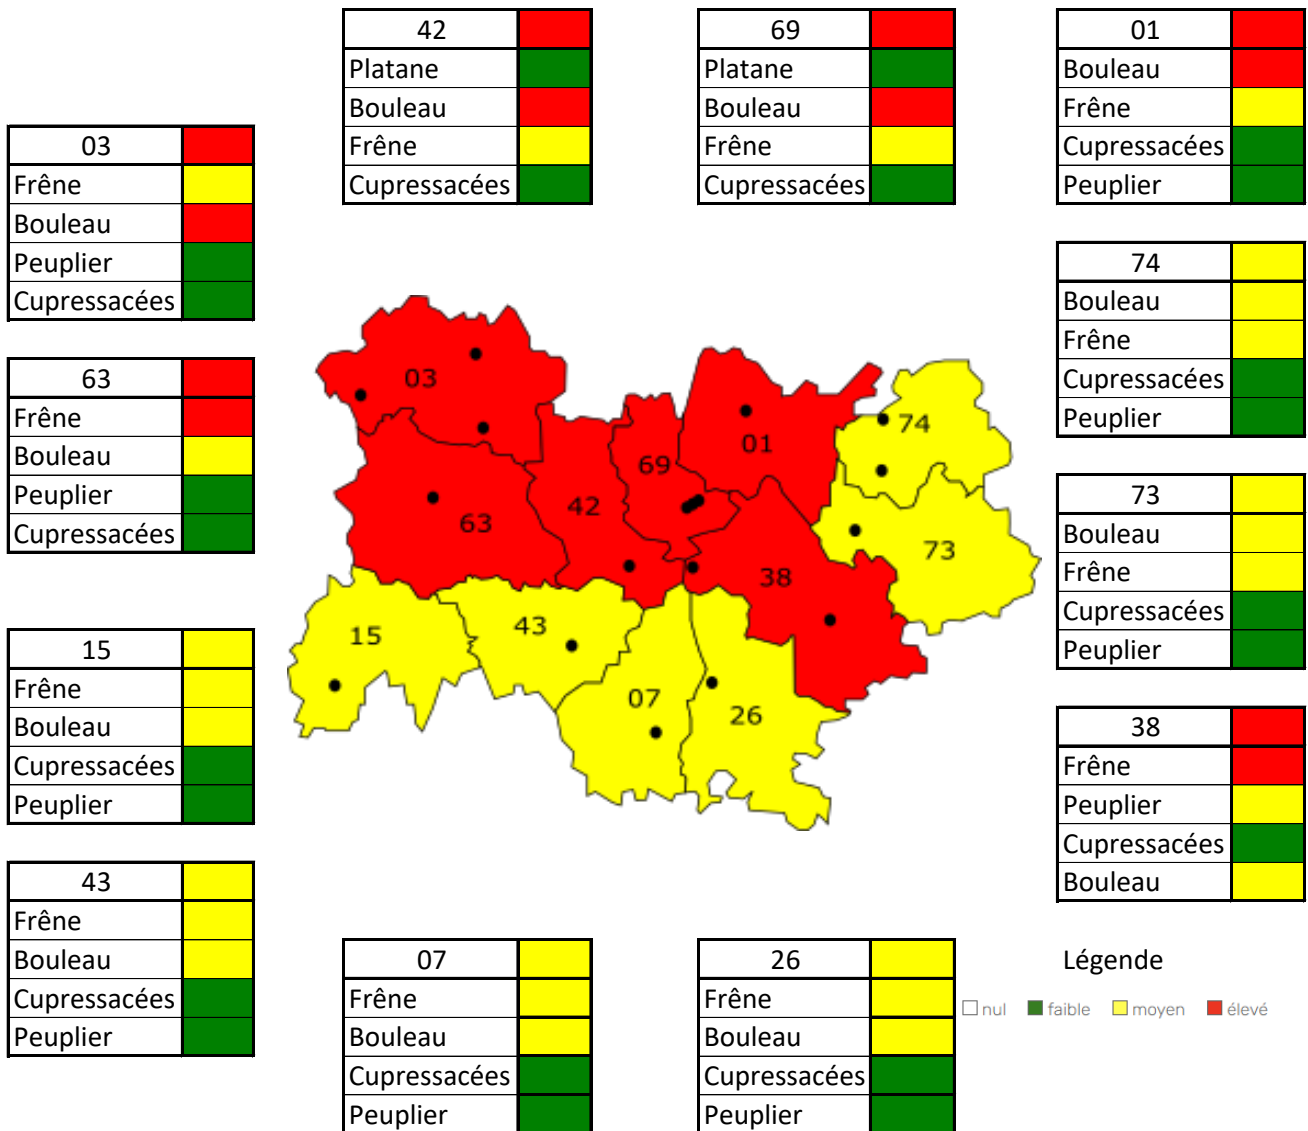 42
Platane
Bouleau
Frêne
Cupressacées
69
Platane
Bouleau
Frêne
Cupressacées
01
Bouleau
Frêne
Cupressacées
Peuplier
03
Frêne
Bouleau
Peuplier
Cupressacées
74
Bouleau
Frêne
Cupressacées
Peuplier
63
Frêne
Bouleau
Peuplier
Cupressacées
73
Bouleau
Frêne
Cupressacées
Peuplier
03
74
01
69
42
63
73
38
43
15
07
26
15
Frêne
Bouleau
Cupressacées
Peuplier
38
Frêne
Peuplier
Cupressacées
Bouleau
43
Frêne
Bouleau
Cupressacées
Peuplier
07
Frêne
Bouleau
Cupressacées
Peuplier
26
Frêne
Bouleau
Cupressacées
Peuplier
Légende
nul faible moyen élevé